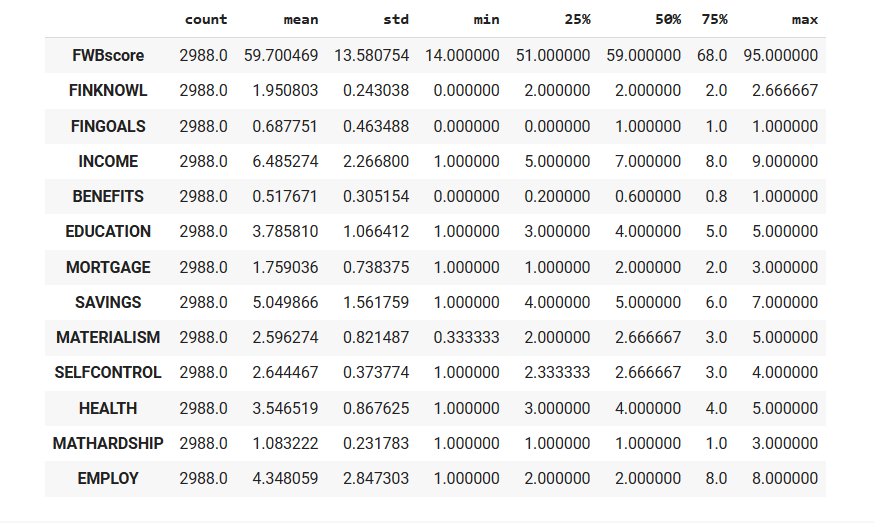 count mean std min 25% 50% 75% max
FWBscore 2988.0 59.700469 13.580754 14.000000 51.000000 59.000000 68.0 95.000000
FINKNOWL 2988.0 1.950803 0.243038 0.000000 2.000000 2.000000 2.0 2.666667
FINGOALS 2988.0 0.687751 0.463488 0.000000 0.000000 1.000000 1.0 1.000000
INCOME 2988.0 6.485274 2.266800 1.000000 5.000000 7.000000 8.0 9.000000
BENEFITS 2988.0 0.517671 0.305154 0.000000 0.200000 0.600000 0.8 1.000000
EDUCATION 2988.0 3.785810 1.066412 1.000000 3.000000 4.000000 5.0 5.000000
MORTGAGE 2988.0 1.759036 0.738375 1.000000 1.000000 2.000000 2.0 3.000000
SAVINGS 2988.0 5.049866 1.561759 1.000000 4.000000 5.000000 6.0 7.000000
MATERIALISM 2988.0 2.596274 0.821487 0.333333 2.000000 2.666667 3.0 5.000000
SELFCONTROL 2988.0 2.644467 0.373774 1.000000 2.333333 2.666667 3.0 4.000000
HEALTH 2988.0 3.546519 0.867625 1.000000 3.000000 4.000000 4.0 5.000000
MATHARDSHIP 2988.0 1.083222 0.231783 1.000000 1.000000 1.000000 1.0 3.000000
EMPLOY 2988.0 4.348059 2.847303 1.000000 2.000000 2.000000 8.0 8.000000